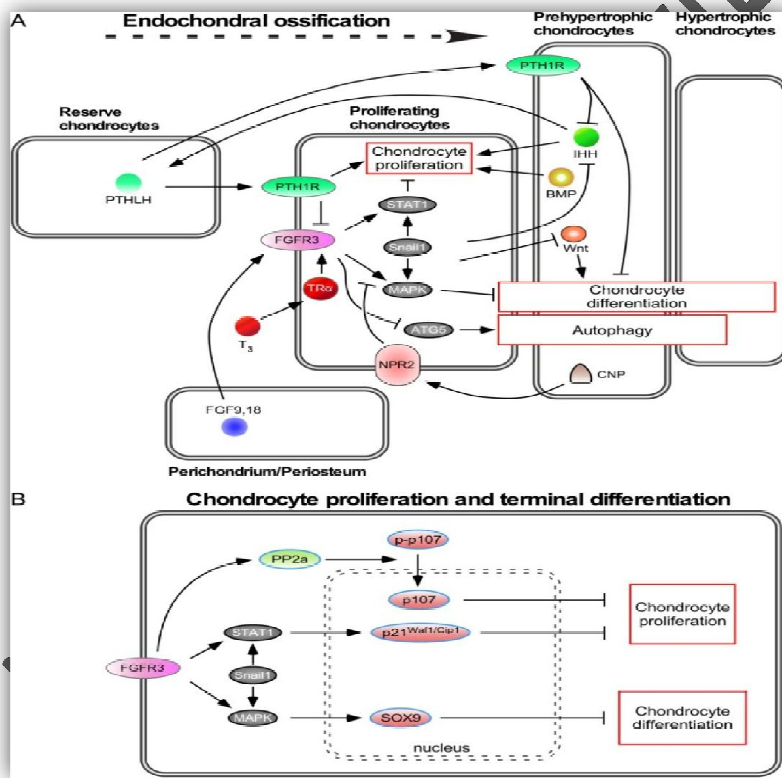 A
Endochondral ossification
Prehypertrophic
chondrocytes
Hypertrophic
chondrocytes
PTH1R
Reserve
chondrocytes
Proliferating
chondrocytes
Chondrocyte
proliferation
IHH
PTHLH
PTH1R
BMP
STAT1
FGFR3
Snail1
Wnt
TRα
MAPK
Chondrocyte
differentiation
T3
ATG5
Autophagy
NPR2
CNP
FGF9,18
Perichondrium/Periosteum
B
Chondrocyte proliferation and terminal differentiation
p-p107
PP2a
p107
Chondrocyte
proliferation
STAT1
p21Waf1/Cip1
FGFR3
Snail1
MAPK
SOX9
Chondrocyte
differentiation
nucleus